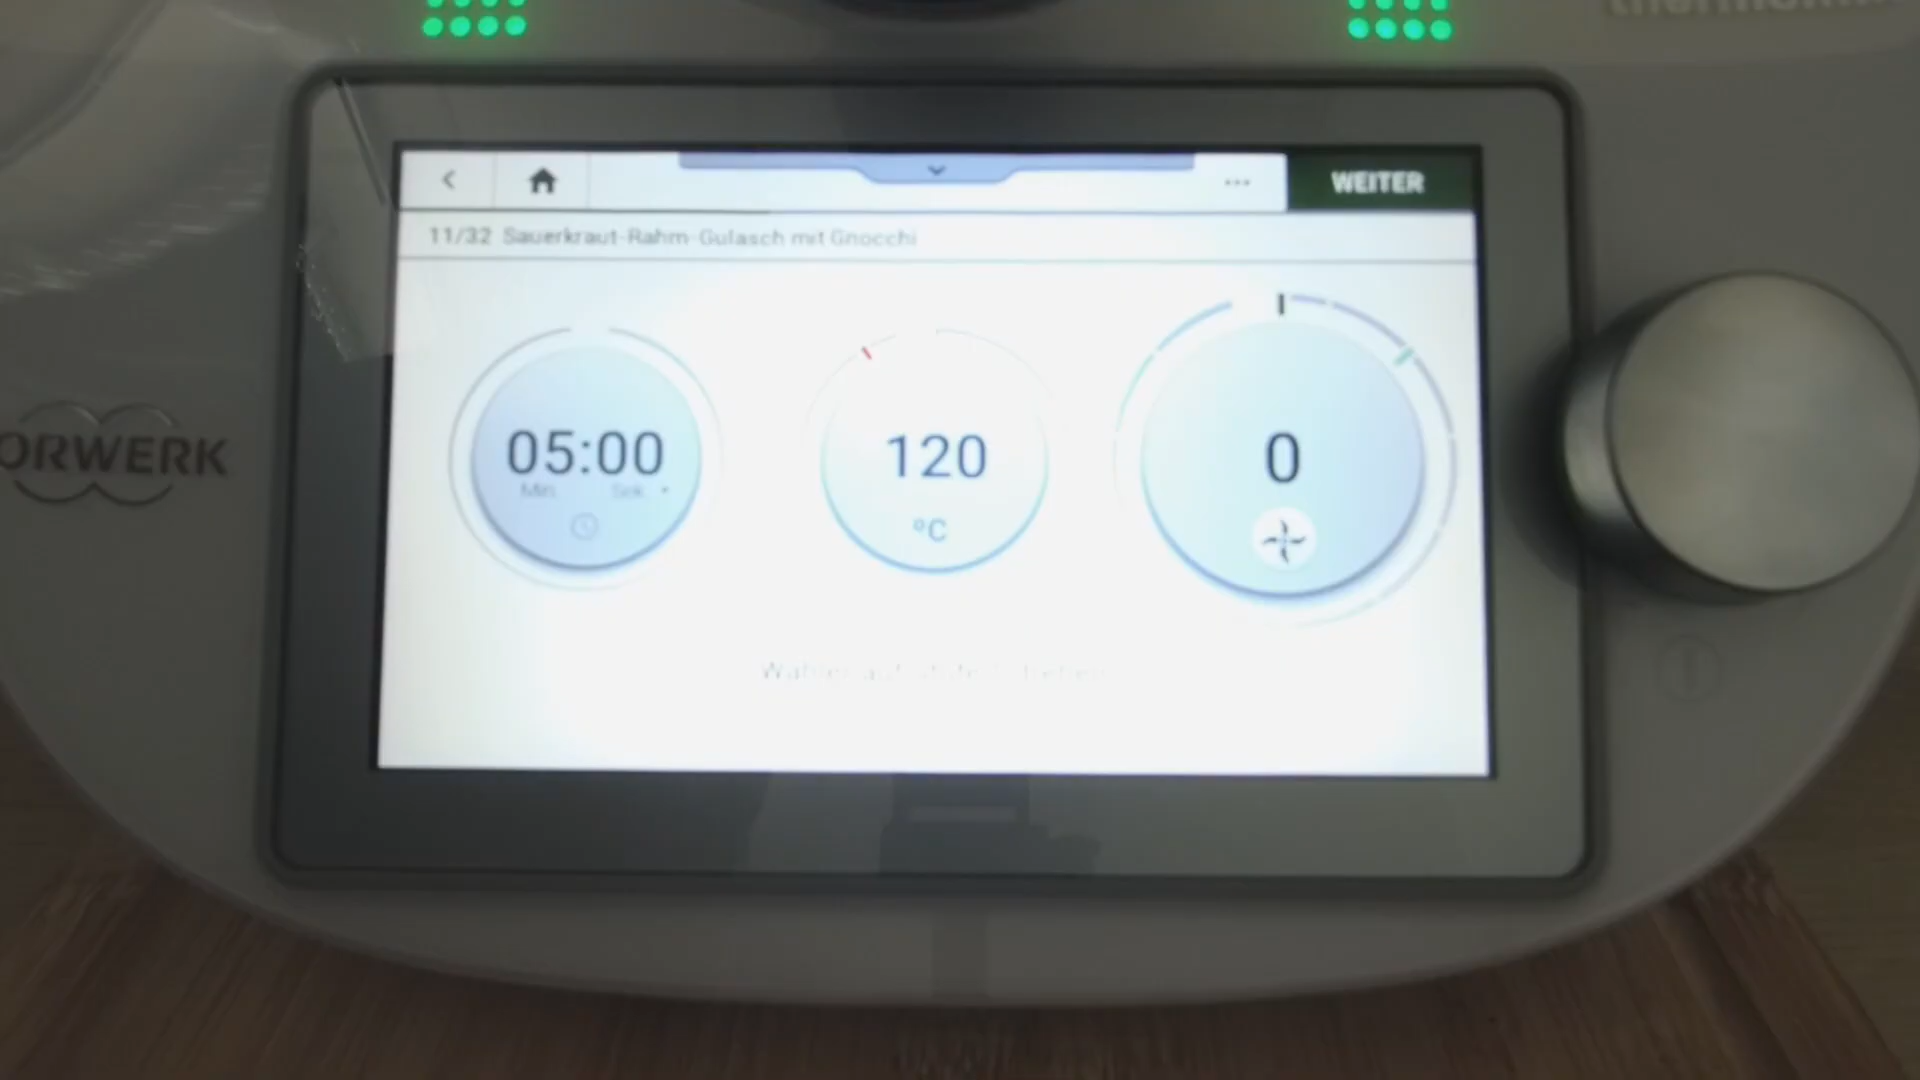 WEITER
11/32 Sauerkraut-Rahm-Gulasch mit Gnocchi
05:00
Min Sek
120
°C
0
ORWERK